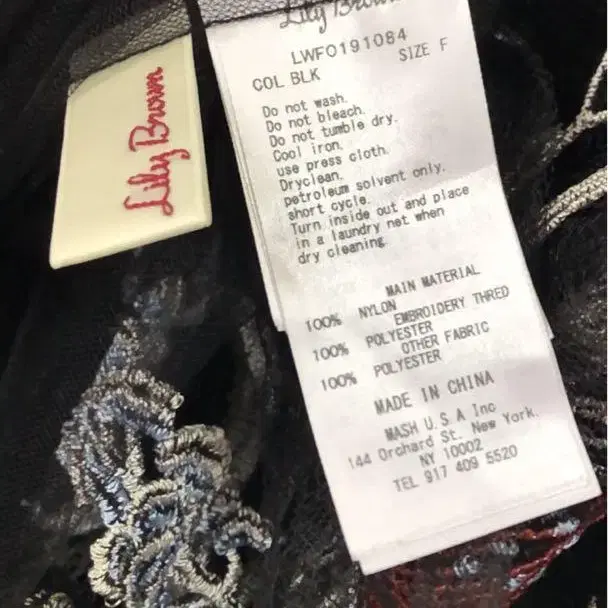 Lily Brown
Lily Brown
LWFO191084
COL BLK SIZE F
Do not wash.
Do not bleach.
Do not tumble dry.
Cool iron.
use press cloth.
Dryclean.
petroleum solvent only.
short cycle.
Turn inside out and place
in a laundry net when
dry cleaning.
MAIN MATERIAL
100% NYLON
EMBROIDERY THRED
100% POLYESTER
OTHER FABRIC
100% POLYESTER
MADE IN CHINA
MASH U.S.A Inc
144 Orchard St. New York.
NY 10002
TEL 917 409 5520